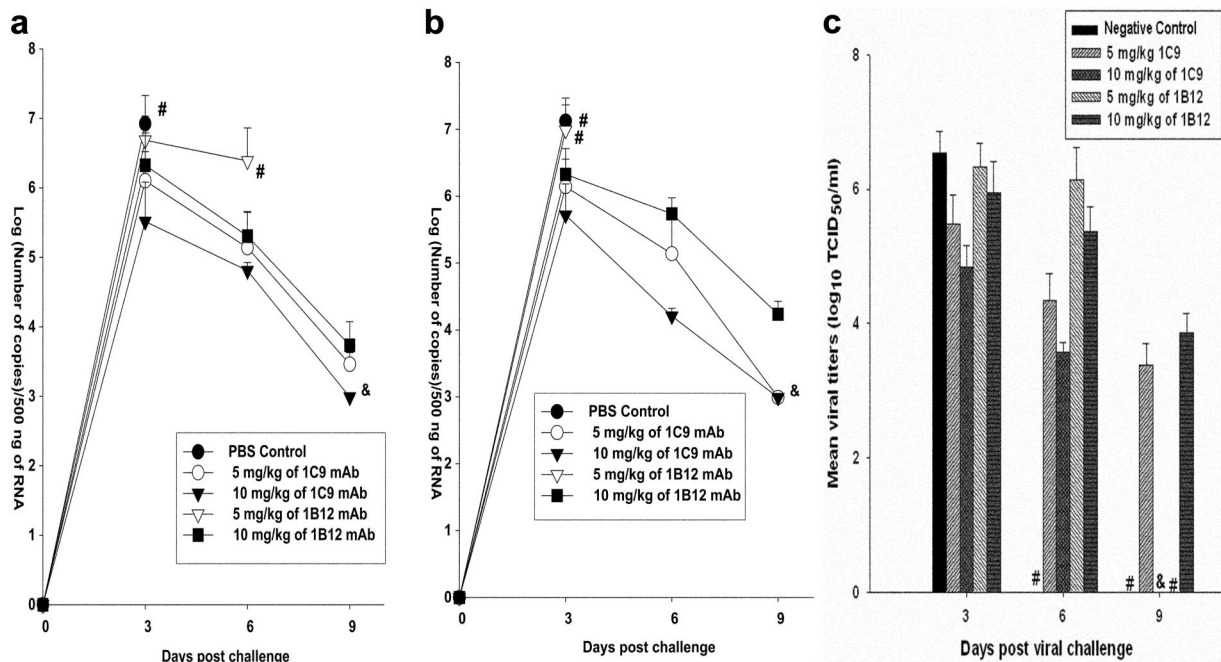 a
8
7
6
5
4
3
2
1
0
Log (Number of copies)/500 ng of RNA
#
#
&
PBS Control
5 mg/kg of 1C9 mAb
10 mg/kg of 1C9 mAb
5 mg/kg of 1B12 mAb
10 mg/kg of 1B12 mAb
0 3 6 9
Days post challenge
b
8
7
6
5
4
3
2
1
0
Log (Number of copies)/500 ng of RNA
#
#
&
PBS Control
5 mg/kg of 1C9 mAb
10 mg/kg of 1C9 mAb
5 mg/kg of 1B12 mAb
10 mg/kg of 1B12 mAb
0 3 6 9
Days post challenge
c
Negative Control
5 mg/kg 1C9
10 mg/kg of 1C9
5 mg/kg of 1B12
10 mg/kg of 1B12
8
6
4
2
0
Mean viral titers (log10 TCID50/ml)
# # & #
3 6 9
Days post viral challenge